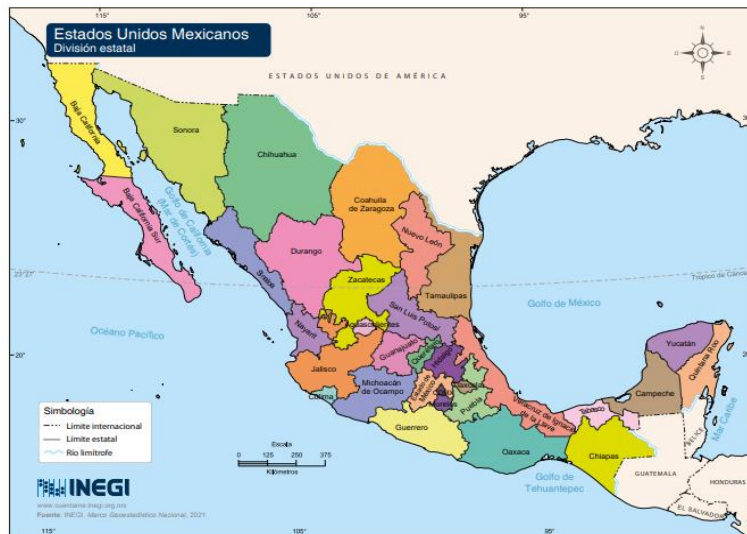 115°
105°
95°
Estados Unidos Mexicanos
División estatal
N
O
E
S
ESTADOS UNIDOS DE AMÉRICA
30°
Baja California
Sonora
Chihuahua
Coahuila
de Zaragoza
Golfo de California
(Mar de Cortés)
Baja California Sur
Nuevo León
Durango
Sinaloa
23°27'
Trópico de Cáncer
Zacatecas
Tamaulipas
Golfo de México
San Luis Potosí
Aguascalientes
Nayarit
Océano Pacífico
20°
Yucatán
Quintana Roo
Guanajuato
Querétaro
Hidalgo
Jalisco
Michoacán
de Ocampo
Estado de
México
Tlaxcala
Colima
Morelos
Puebla
Veracruz de Ignacio
de la Llave
Campeche
Tabasco
Mar Caribe
BELICE
Guerrero
Oaxaca
Chiapas
GUATEMALA
HONDURAS
EL SALVADOR
Golfo de
Tehuantepec
Simbología
Límite internacional
Límite estatal
Río limítrofe
Escala
0
125
250
375
Kilómetros
INEGI
www.cuentame.inegi.org.mx
Fuente: INEGI. Marco Geoestadístico Nacional, 2021.
115°
105°
95°